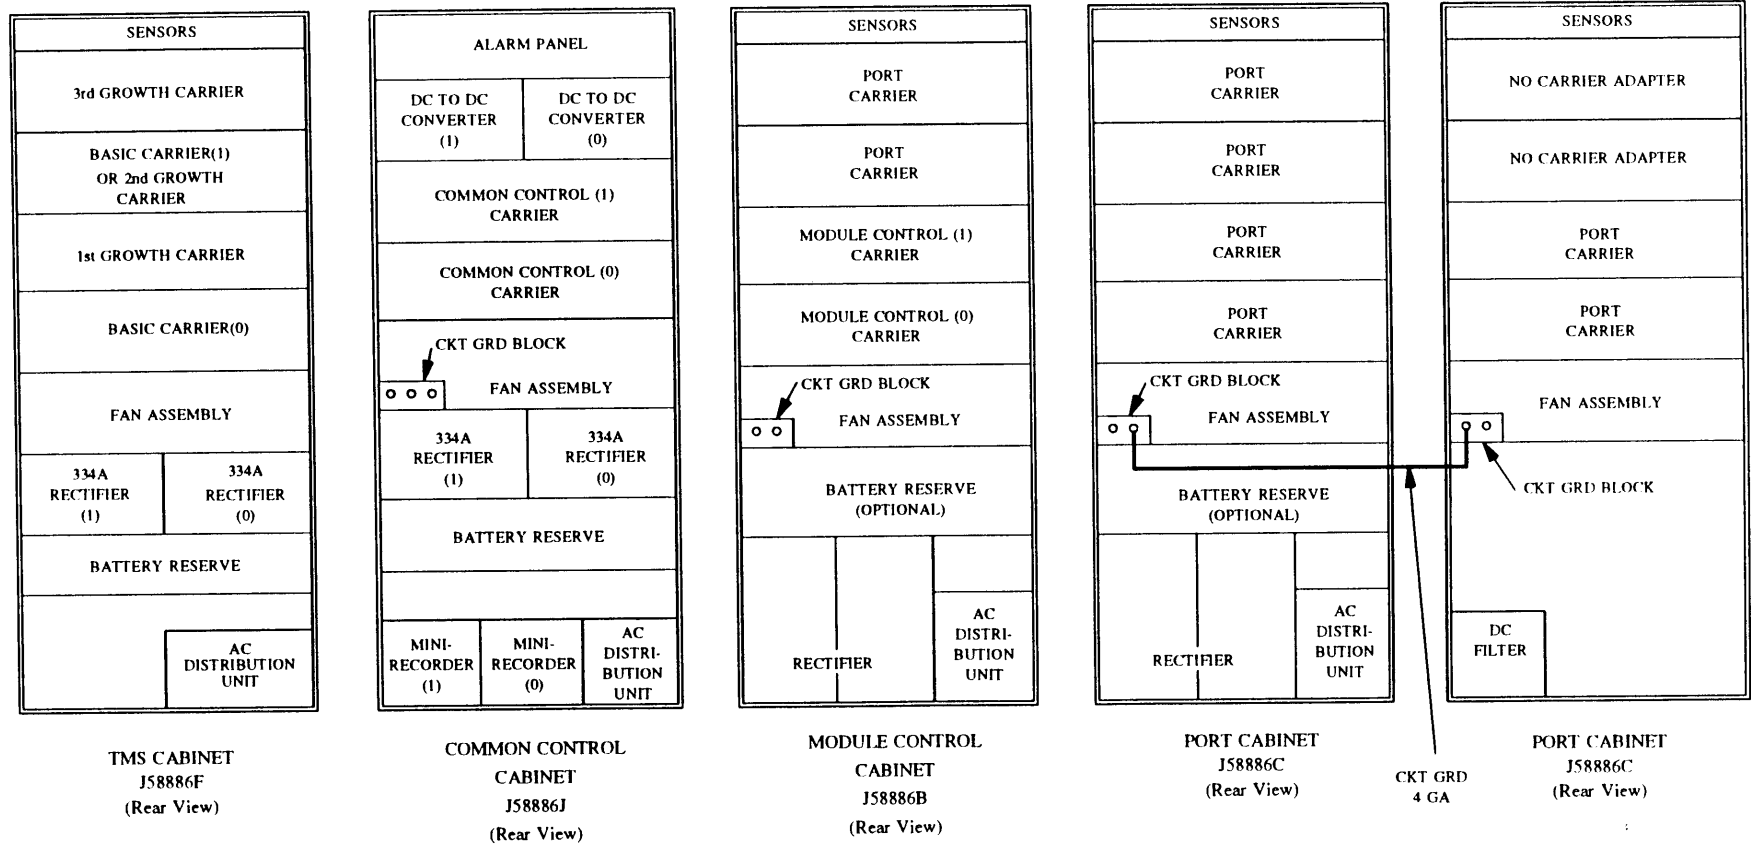 SENSORS
3rd GROWTH CARRIER
BASIC CARRIER(1)
OR 2nd GROWTH
CARRIER
1st GROWTH CARRIER
BASIC CARRIER(0)
FAN ASSEMBLY
334A
RECTIFIER
(1)
334A
RECTIFIER
(0)
BATTERY RESERVE
AC
DISTRIBUTION
UNIT
TMS CABINET
J58886F
(Rear View)
ALARM PANEL
DC TO DC
CONVERTER
(1)
DC TO DC
CONVERTER
(0)
COMMON CONTROL (1)
CARRIER
COMMON CONTROL (0)
CARRIER
CKT GRD BLOCK
FAN ASSEMBLY
334A
RECTIFIER
(1)
334A
RECTIFIER
(0)
BATTERY RESERVE
MINI-
RECORDER
(1)
MINI-
RECORDER
(0)
AC
DISTRI-
BUTION
UNIT
COMMON CONTROL
CABINET
J58886J
(Rear View)
SENSORS
PORT
CARRIER
PORT
CARRIER
MODULE CONTROL (1)
CARRIER
MODULE CONTROL (0)
CARRIER
CKT GRD BLOCK
FAN ASSEMBLY
BATTERY RESERVE
(OPTIONAL)
RECTIFIER
AC
DISTRI-
BUTION
UNIT
MODULE CONTROL
CABINET
J58886B
(Rear View)
SENSORS
PORT
CARRIER
PORT
CARRIER
PORT
CARRIER
PORT
CARRIER
CKT GRD BLOCK
FAN ASSEMBLY
BATTERY RESERVE
(OPTIONAL)
RECTIFIER
AC
DISTRI-
BUTION
UNIT
PORT CABINET
J58886C
(Rear View)
CKT GRD
4 GA
SENSORS
NO CARRIER ADAPTER
NO CARRIER ADAPTER
PORT
CARRIER
PORT
CARRIER
FAN ASSEMBLY
CKT GRD BLOCK
DC
FILTER
PORT CABINET
J58886C
(Rear View)